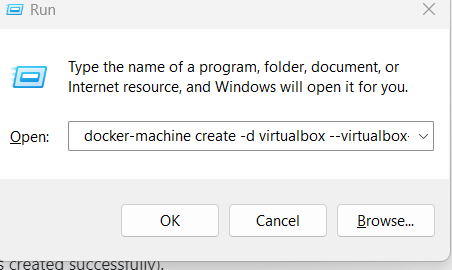 Run
Type the name of a program, folder, document, or
Internet resource, and Windows will open it for you.
Open:
docker-machine create -d virtualbox --virtualbox-
OK
Cancel
Browse...
s created successfully).